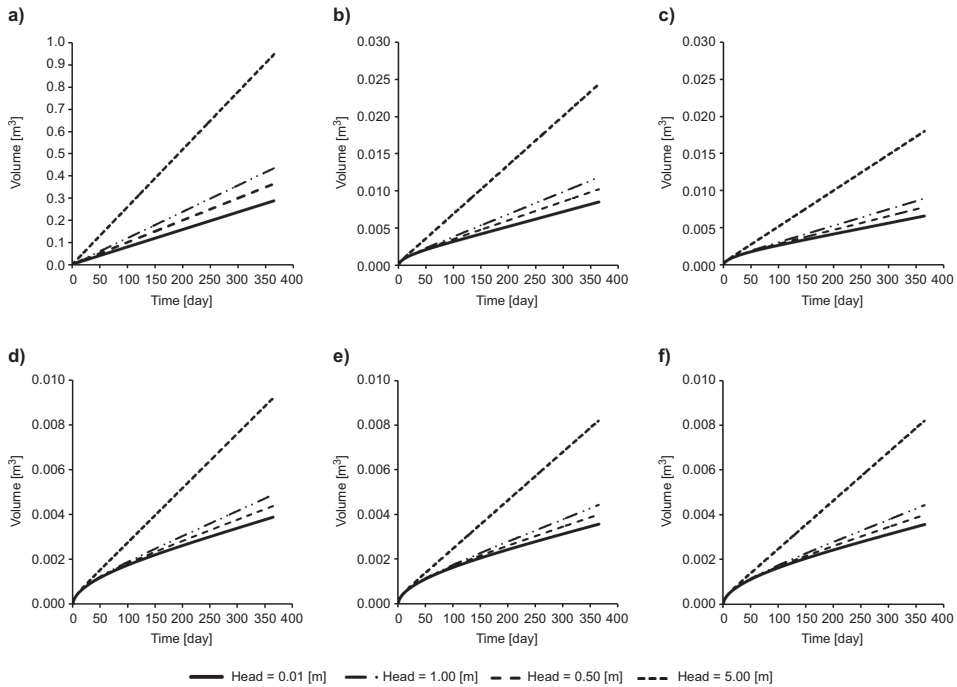 a)
1.0
0.9
0.8
0.7
0.6
0.5
0.4
0.3
0.2
0.1
0.0
Volume [m³]
0 50 100 150 200 250 300 350 400
Time [day]
b)
0.030
0.025
0.020
0.015
0.010
0.005
0.000
Volume [m³]
0 50 100 150 200 250 300 350 400
Time [day]
c)
0.030
0.025
0.020
0.015
0.010
0.005
0.000
Volume [m³]
0 50 100 150 200 250 300 350 400
Time [day]
d)
0.010
0.008
0.006
0.004
0.002
0.000
Volume [m³]
0 50 100 150 200 250 300 350 400
Time [day]
e)
0.010
0.008
0.006
0.004
0.002
0.000
Volume [m³]
0 50 100 150 200 250 300 350 400
Time [day]
f)
0.010
0.008
0.006
0.004
0.002
0.000
Volume [m³]
0 50 100 150 200 250 300 350 400
Time [day]
Head = 0.01 [m] Head = 1.00 [m] Head = 0.50 [m] Head = 5.00 [m]